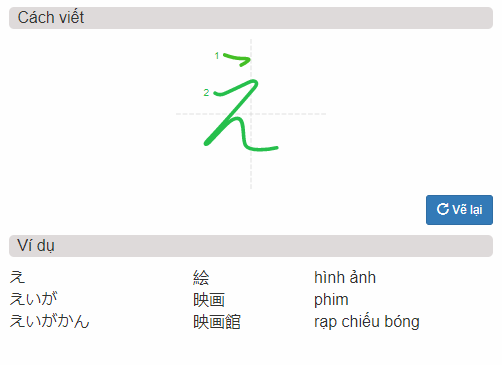 Cách viết
1
え
2
Vẽ lại
Ví dụ
え 絵 hình ảnh
えいが 映画 phim
えいがかん 映画館 rạp chiếu bóng